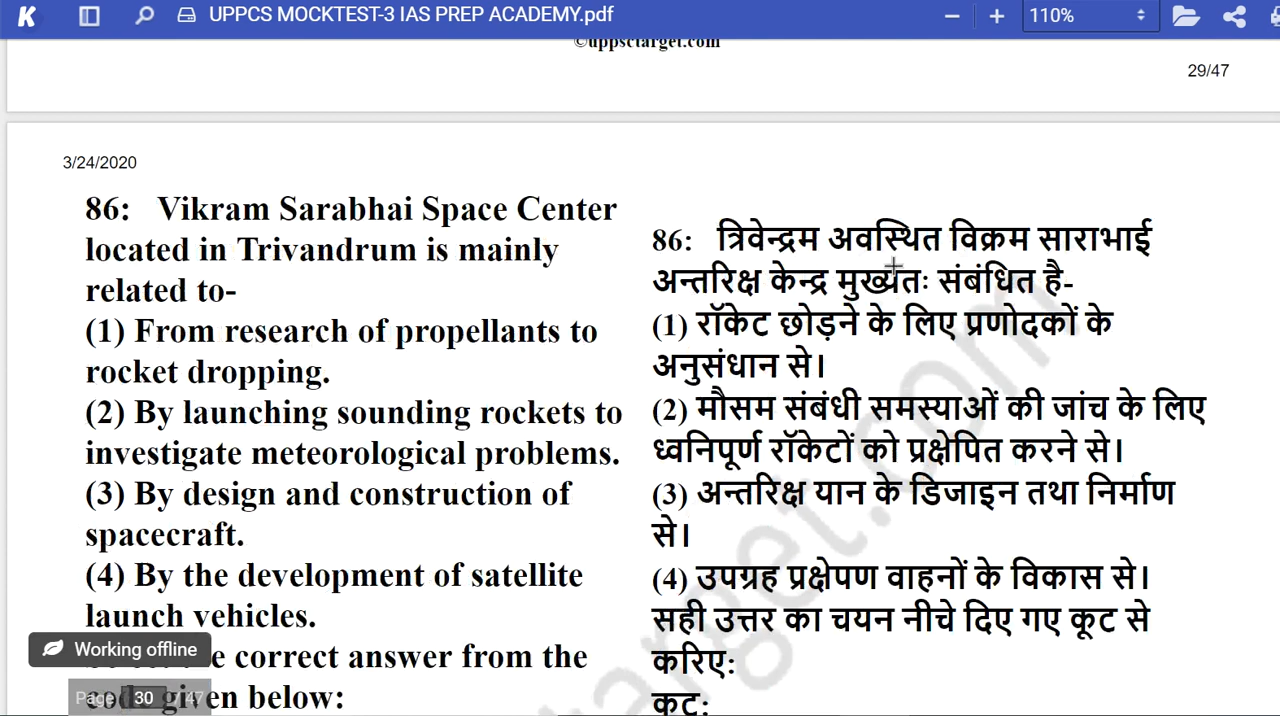 UPPCS MOCKTEST-3 IAS PREP ACADEMY.pdf
110%
©uppsctarget.com
29/47
3/24/2020
86: Vikram Sarabhai Space Center
located in Trivandrum is mainly
related to-
(1) From research of propellants to
rocket dropping.
(2) By launching sounding rockets to
investigate meteorological problems.
(3) By design and construction of
spacecraft.
(4) By the development of satellite
launch vehicles.
correct answer from the
given below:
86: त्रिवेन्द्रम अवस्थित विक्रम साराभाई
अन्तरिक्ष केन्द्र मुख्यतः संबंधित है-
(1) रॉकेट छोड़ने के लिए प्रणोदकों के
अनुसंधान से।
(2) मौसम संबंधी समस्याओं की जांच के लिए
ध्वनिपूर्ण रॉकेटों को प्रक्षेपित करने से।
(3) अन्तरिक्ष यान के डिजाइन तथा निर्माण
से।
(4) उपग्रह प्रक्षेपण वाहनों के विकास से।
सही उत्तर का चयन नीचे दिए गए कूट से
करिए:
Working offline
Page 30 / 47
target.com